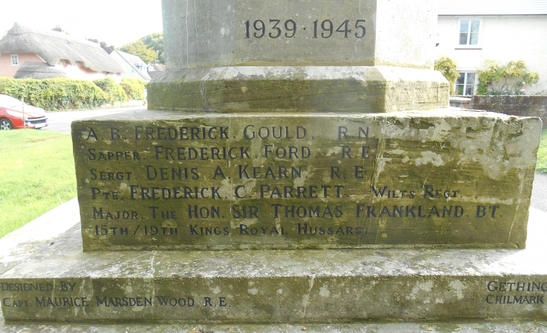 1939·1945
A. B. FREDERICK. GOULD. R.N.
SAPPER. FREDERICK. FORD. R.E.
SERGT. DENIS. A. KEARN. R.E.
PTE. FREDERICK. C. PARRETT. WILTS REGT.
MAJOR. THE HON. SIR THOMAS FRANKLAND. BT.
15TH/19TH KINGS ROYAL HUSSARS.
DESIGNED BY
CAPT. MAURICE MARSDEN WOOD. R.E.
GETHING
CHILMARK